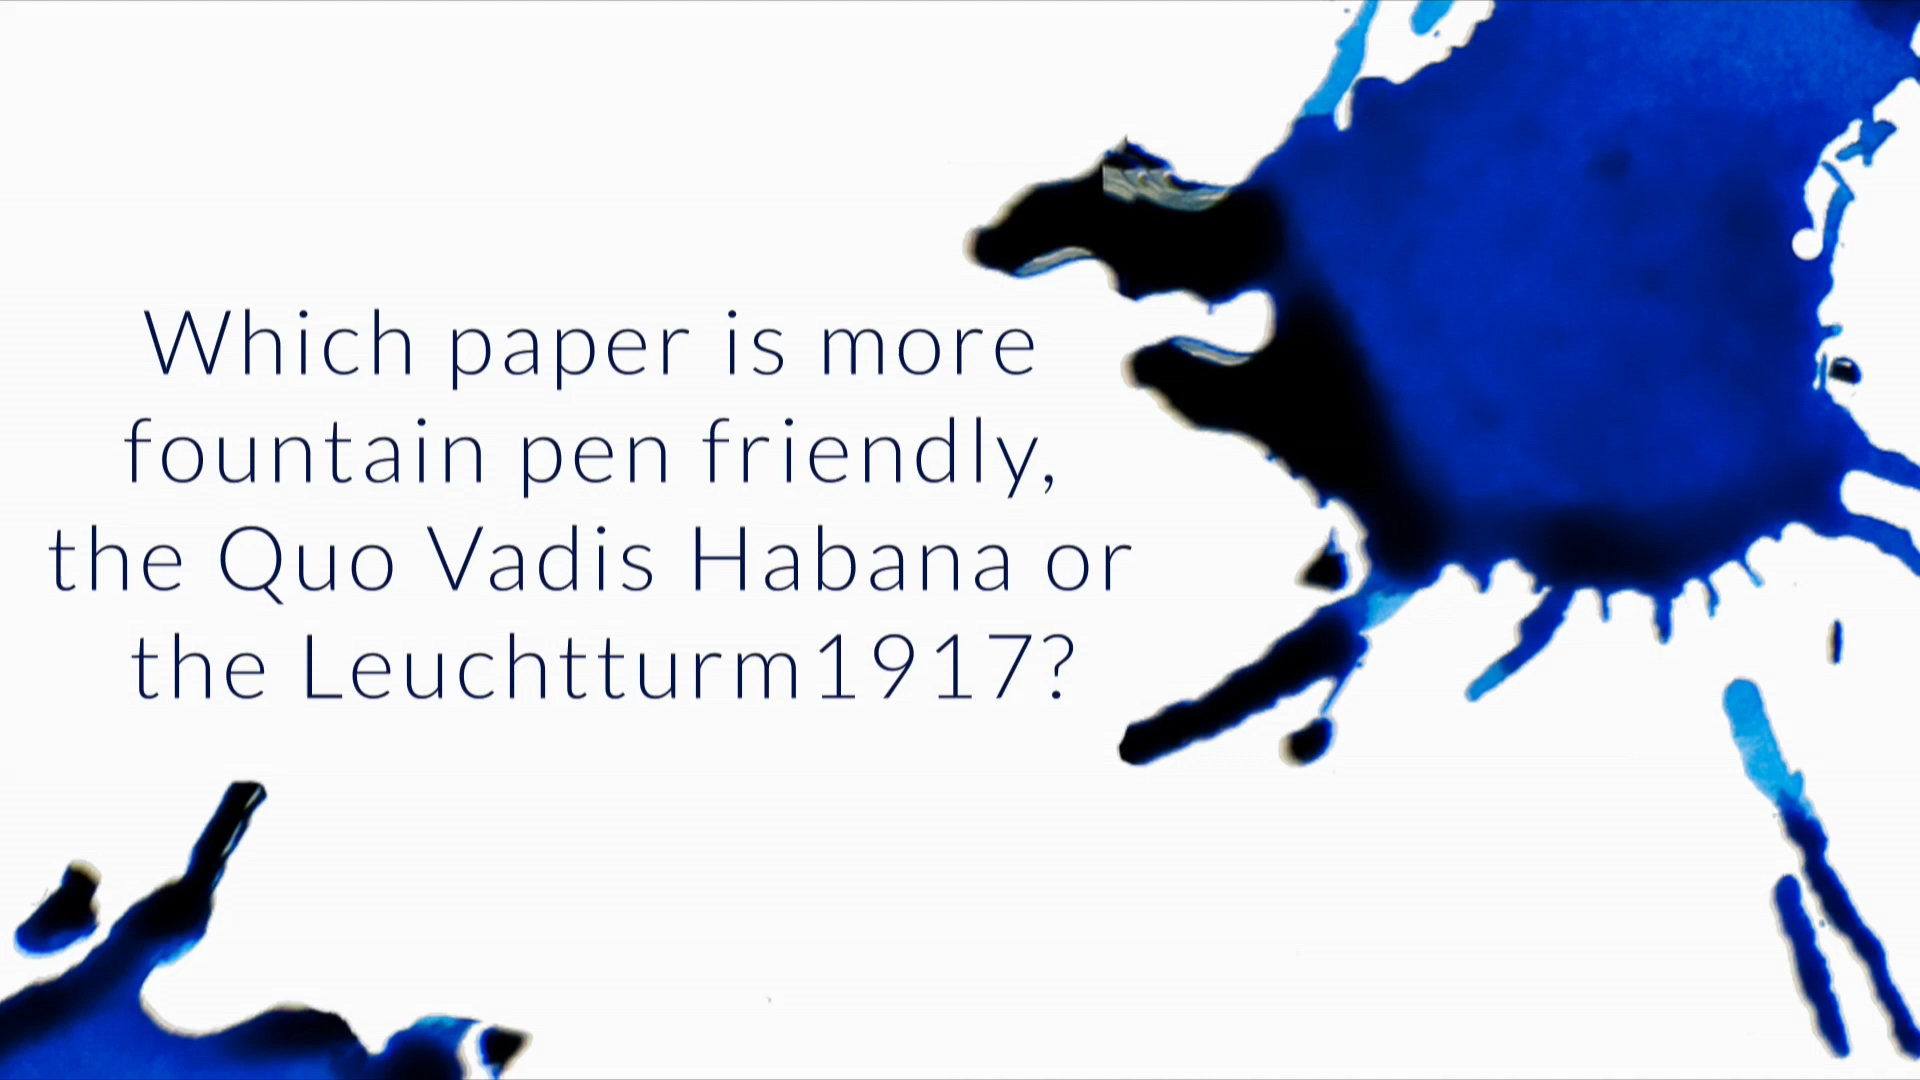 Which paper is more
fountain pen friendly,
the Quo Vadis Habana or
the Leuchtturm1917?